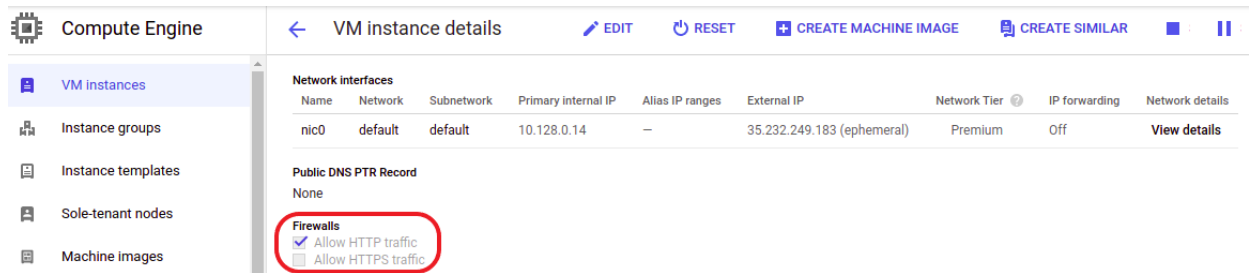 Compute Engine
VM instance details
EDIT
RESET
CREATE MACHINE IMAGE
CREATE SIMILAR
VM instances
Instance groups
Instance templates
Sole-tenant nodes
Machine images
Network interfaces
Name Network Subnetwork Primary internal IP Alias IP ranges External IP Network Tier IP forwarding Network details
nic0 default default 10.128.0.14 — 35.232.249.183 (ephemeral) Premium Off View details
Public DNS PTR Record
None
Firewalls
Allow HTTP traffic
Allow HTTPS traffic